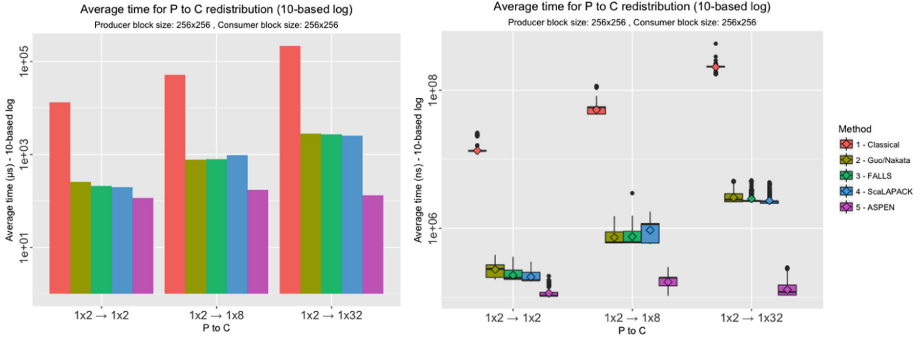 Average time for P to C redistribution (10-based log)
Producer block size: 256x256 , Consumer block size: 256x256
Average time (µs) - 10-based log
1e+05
1e+03
1e+01
1x2 → 1x2
1x2 → 1x8
1x2 → 1x32
P to C
Average time for P to C redistribution (10-based log)
Producer block size: 256x256 , Consumer block size: 256x256
Average time (ns) - 10-based log
1e+08
1e+06
1x2 → 1x2
1x2 → 1x8
1x2 → 1x32
P to C
Method
1 - Classical
2 - Guo/Nakata
3 - FALLS
4 - ScaLAPACK
5 - ASPEN